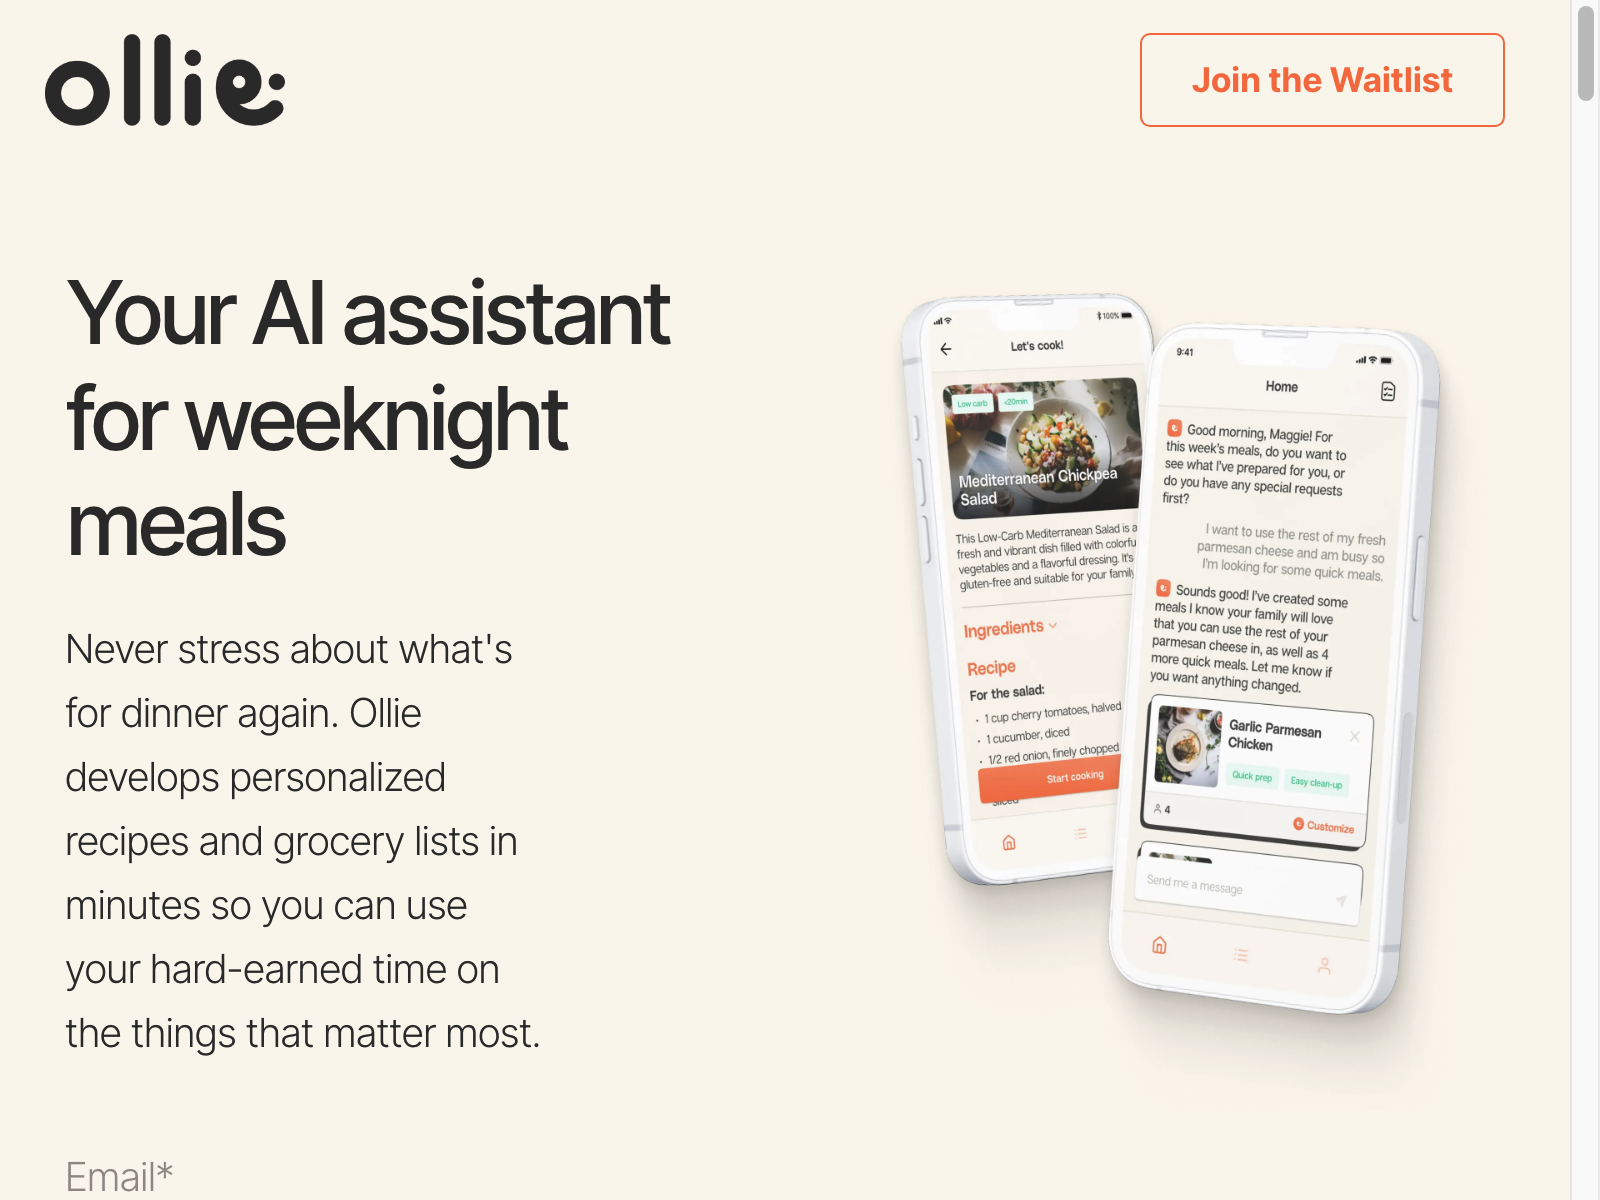 ollie
Join the Waitlist
Your AI assistant
for weeknight
meals
Never stress about what's
for dinner again. Ollie
develops personalized
recipes and grocery lists in
minutes so you can use
your hard-earned time on
the things that matter most.
Email*
100%
Let's cook!
Low carb
<20min
Mediterranean Chickpea
Salad
This Low-Carb Mediterranean Salad is a
fresh and vibrant dish filled with colorfu
vegetables and a flavorful dressing. It's
gluten-free and suitable for your family
Ingredients
Recipe
For the salad:
• 1 cup cherry tomatoes, halved
• 1 cucumber, diced
• 1/2 red onion, finely chopped
Start cooking
sliced
9:41
Home
Good morning, Maggie! For
this week's meals, do you want to
see what I've prepared for you, or
do you have any special requests
first?
I want to use the rest of my fresh
parmesan cheese and am busy so
I'm looking for some quick meals.
Sounds good! I've created some
meals I know your family will love
that you can use the rest of your
parmesan cheese in, as well as 4
more quick meals. Let me know if
you want anything changed.
Garlic Parmesan
Chicken
Quick prep
Easy clean-up
4
Customize
Send me a message